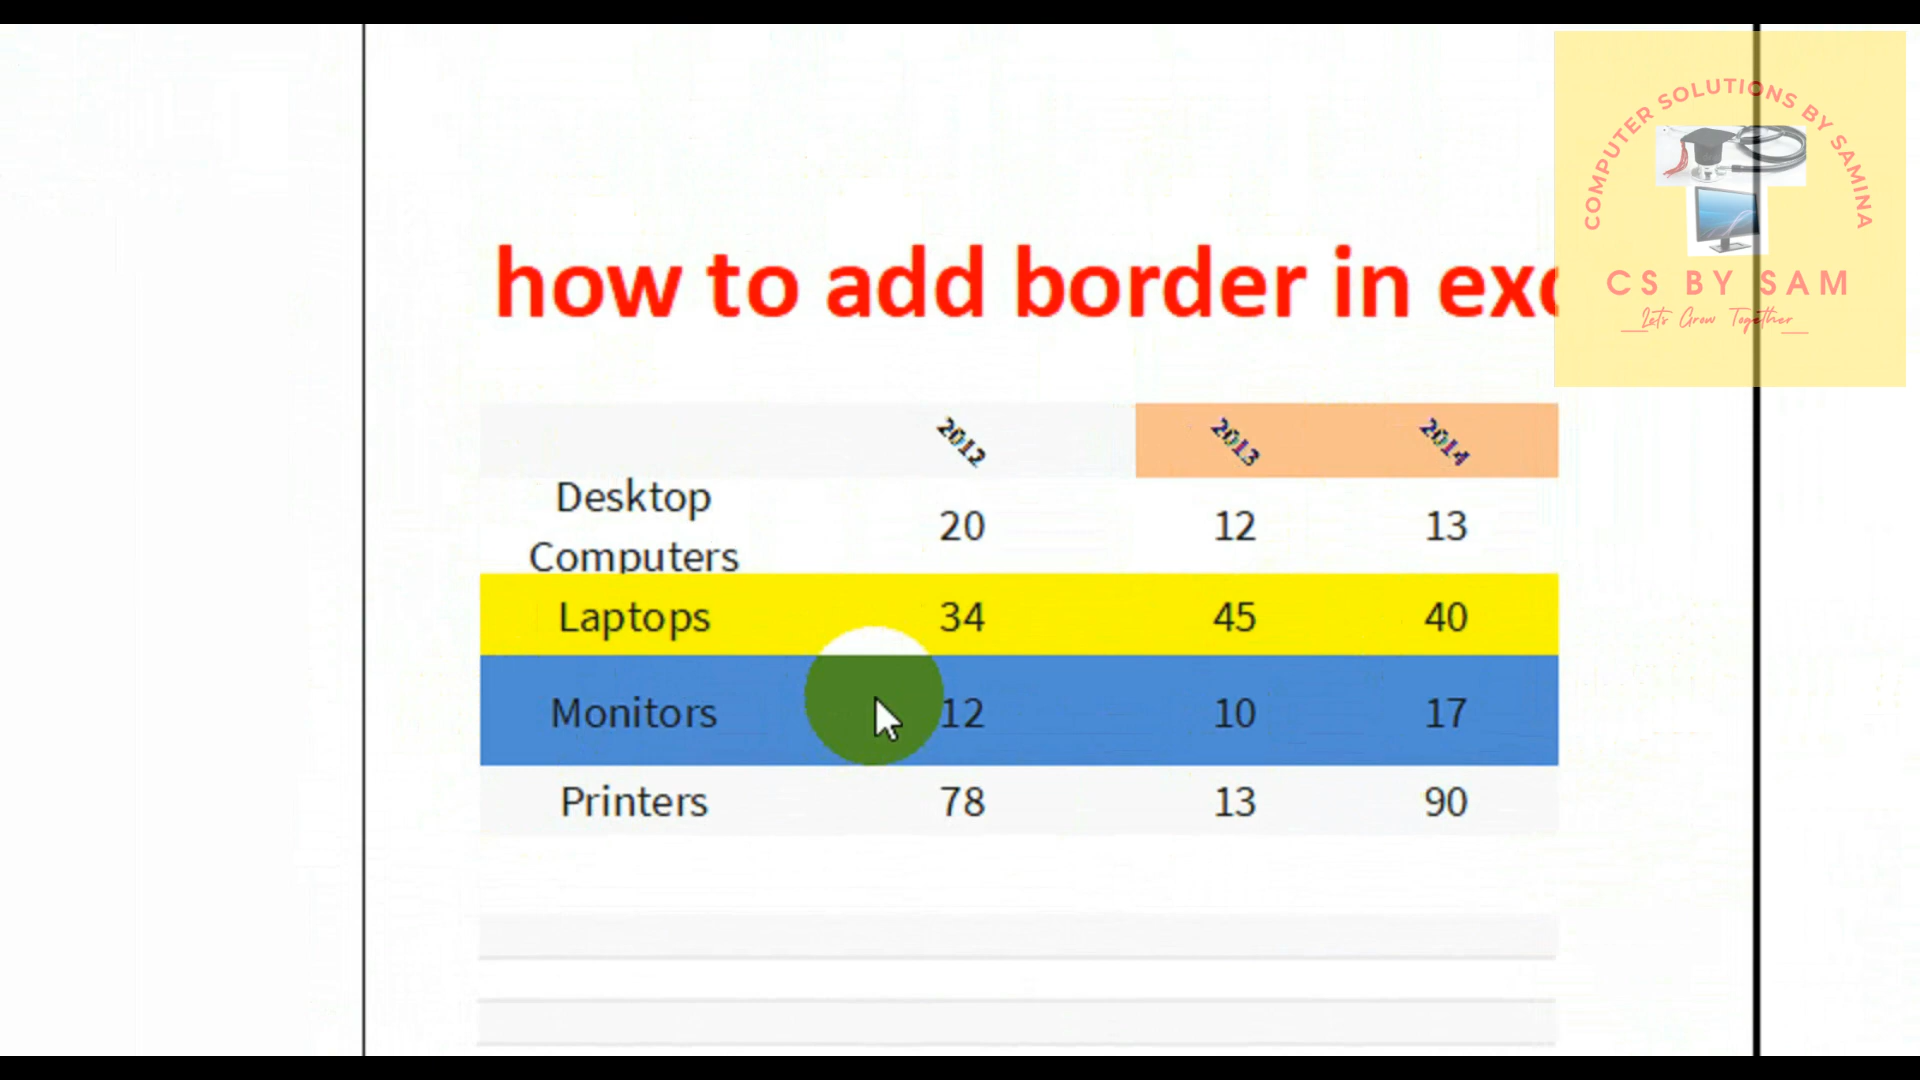 how to add border in exc
COMPUTER SOLUTIONS BY SAMINA
CS BY SAM
Lets Grow Together
2012 2013 2014
Desktop Computers 20 12 13
Laptops 34 45 40
Monitors 12 10 17
Printers 78 13 90